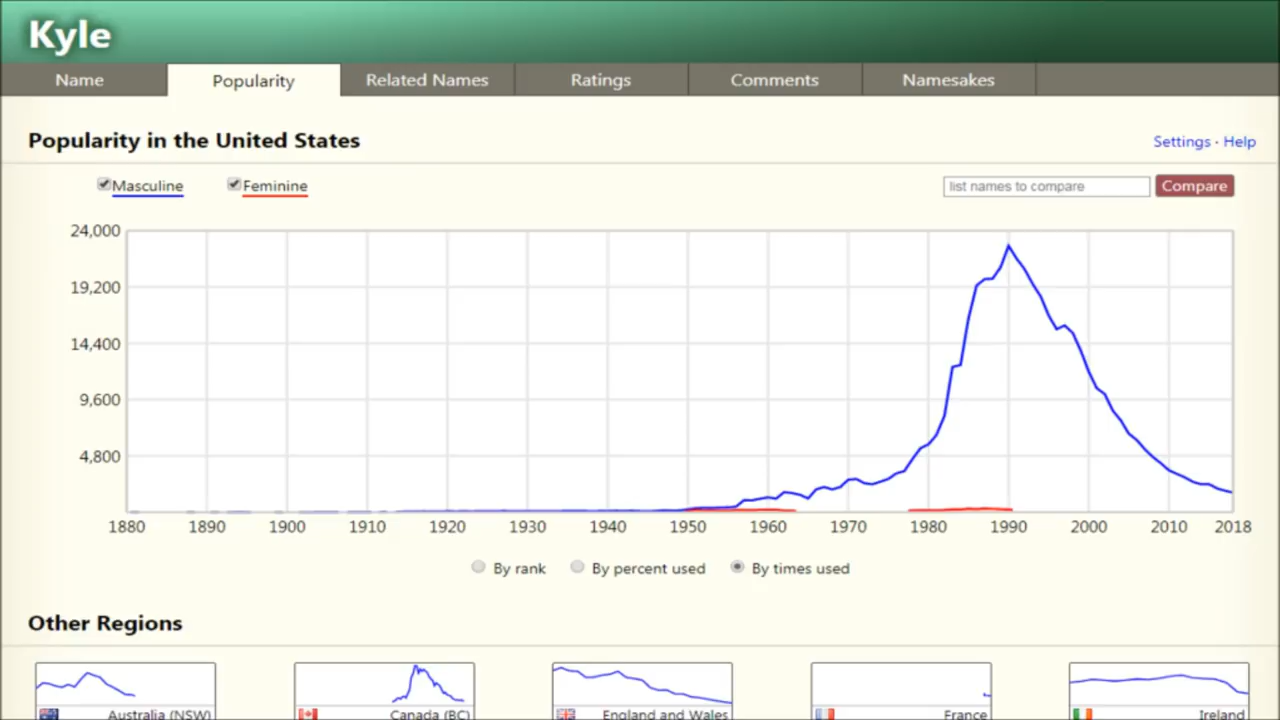 Kyle
Name Popularity Related Names Ratings Comments Namesakes
Popularity in the United States
Settings · Help
Masculine Feminine
list names to compare Compare
24,000
19,200
14,400
9,600
4,800
1880 1890 1900 1910 1920 1930 1940 1950 1960 1970 1980 1990 2000 2010 2018
By rank By percent used By times used
Other Regions
Australia (NSW) Canada (BC) England and Wales France Ireland